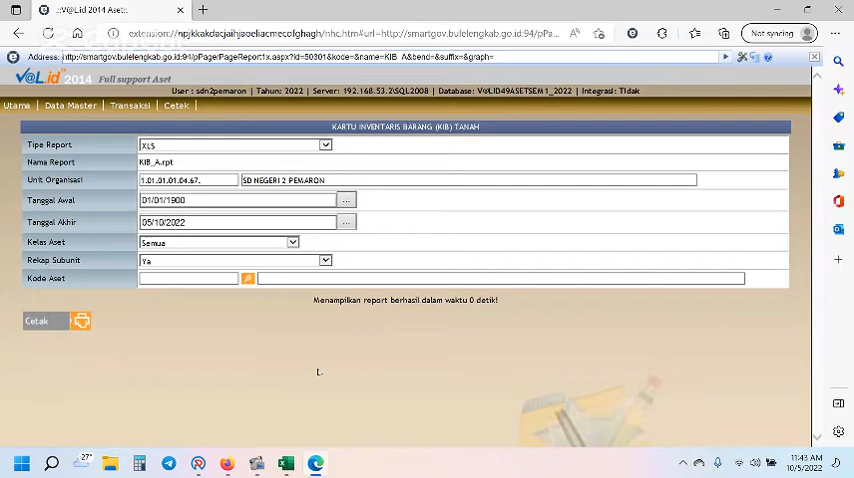 ::V@L.id 2014 Aset::
Extension
npjkkakdacjaihjaoeliacmecofghagh/nhc.htm#url=http://smartgov.bulelengkab.go.id:94/pPa...
Not syncing
Address:
http://smartgov.bulelengkab.go.id:94/pPager/PageReport1x.aspx?id=50301&kode=&name=KIB_A&bend=&suffix=&graph=
V@L.id 2014 Full support Aset
User : sdn2pemaron | Tahun: 2022 | Server: 192.168.53.2\SQL2008 | Database: V@LID49ASETSEM1_2022 | Integrasi: Tidak
Utama Data Master Transaksi Cetak
KARTU INVENTARIS BARANG (KIB) TANAH
Tipe Report XLS
Nama Report KIB_A.rpt
Unit Organisasi 1.01.01.01.04.67. SD NEGERI 2 PEMARON
Tanggal Awal 01/01/1900 ...
Tanggal Akhir 05/10/2022 ...
Kelas Aset Semua
Rekap Subunit Ya
Kode Aset
Menampilkan report berhasil dalam waktu 0 detik!
Cetak
27°
11:43 AM
10/5/2022